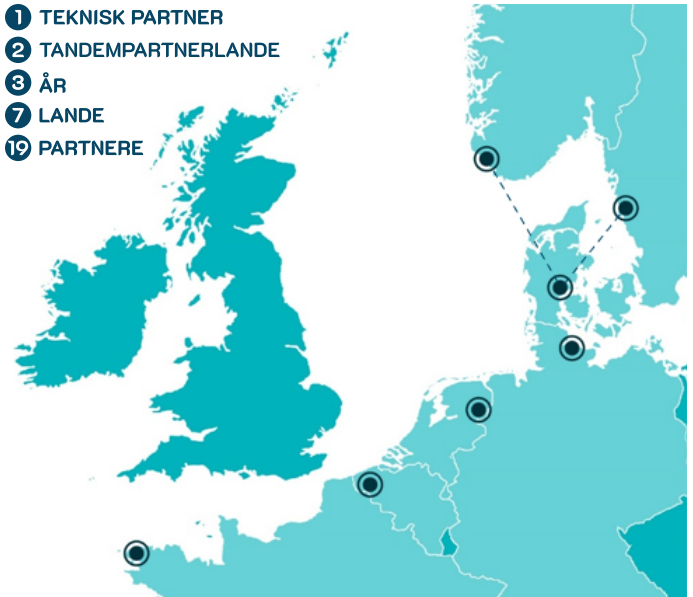 1 TEKNISK PARTNER
2 TANDEMPARTNERLANDE
3 ÅR
7 LANDE
19 PARTNERE